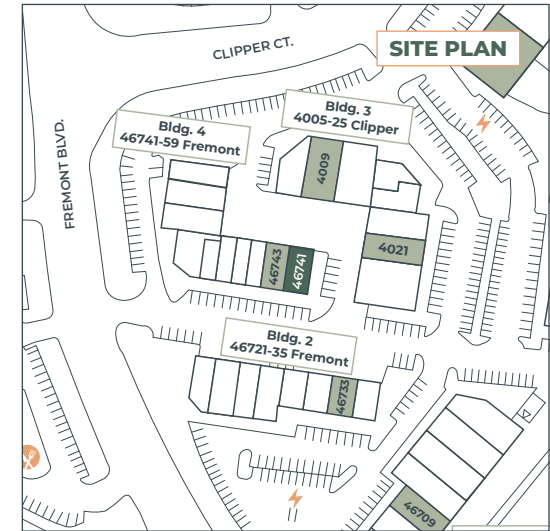 SITE PLAN
CLIPPER CT.
Bldg. 3
4005-25 Clipper
Bldg. 4
46741-59 Fremont
FREMONT BLVD.
4009
4021
46743
46741
Bldg. 2
46721-35 Fremont
46733
46709